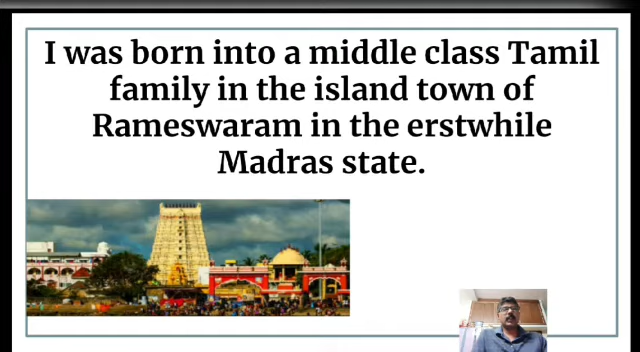 I was born into a middle class Tamil
family in the island town of
Rameswaram in the erstwhile
Madras state.